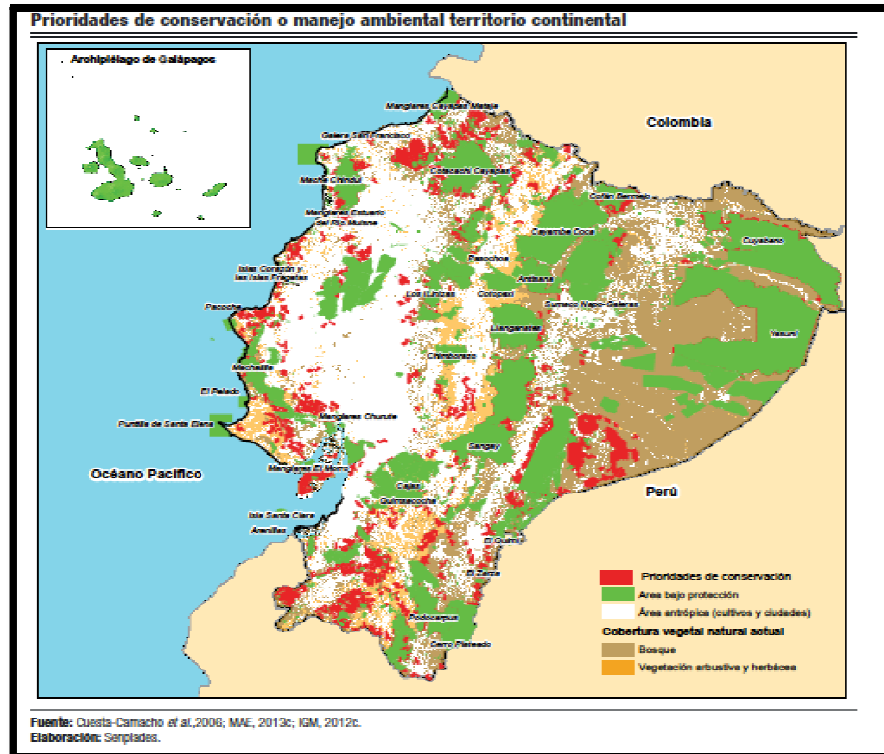 Prioridades de conservación o manejo ambiental territorio continental
Archipiélago de Galápagos
Manglares Cayapas Mataje
Colombia
Galera San Francisco
Cotacachi Cayapas
Mache Chindul
Cofán Bermejo
Manglares Estuario
del Río Muisne
Cayambe Coca
Cuyabeno
Pasochoa
Islas Corazón y
las Islas Fragatas
Antisana
Los Ilinizas
Cotopaxi
Sumaco Napo-Galeras
Pacoche
Llanganates
Yasuní
Chimborazo
Machalilla
El Pelado
Manglares Churute
Puntilla de Santa Elena
Sangay
Manglares El Morro
Océano Pacífico
Cajas
Perú
Quimsacocha
Isla Santa Clara
Arenillas
El Quimi
El Zarza
Podocarpus
Cerro Plateado
Prioridades de conservación
Area bajo protección
Área antrópica (cultivos y ciudades)
Cobertura vegetal natural actual
Bosque
Vegetación arbustiva y herbácea
Fuente: Cuesta-Camacho et al.,2006; MAE, 2013c; IGM, 2012c.
Elaboración: Senplades.